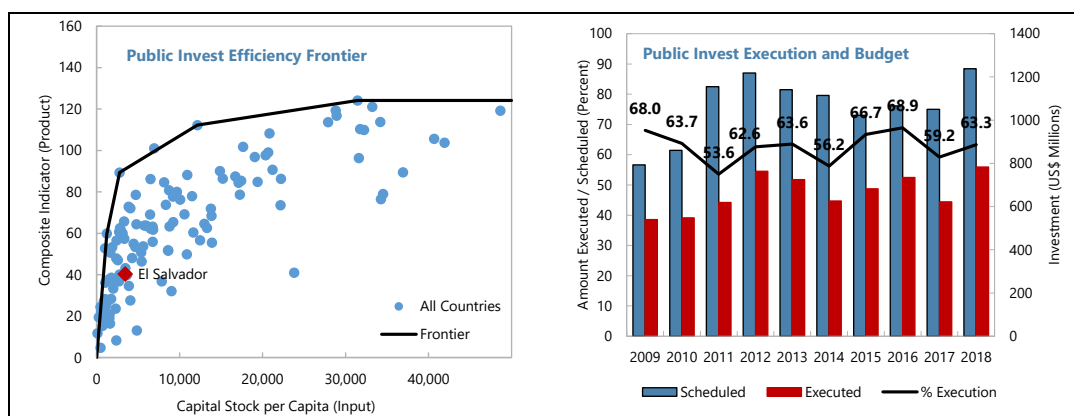 Public Invest Efficiency Frontier
Composite Indicator (Product)
160
140
120
100
80
60
40
20
0
El Salvador
All Countries
Frontier
0 10,000 20,000 30,000 40,000
Capital Stock per Capita (Input)
Public Invest Execution and Budget
Amount Executed / Scheduled (Percent)
100
90
80
70
60
50
40
30
20
10
0
68.0 63.7 53.6 62.6 63.6 56.2 66.7 68.9 59.2 63.3
1400
1200
1000
800
600
400
200
0
Investment (US$ Millions)
2009 2010 2011 2012 2013 2014 2015 2016 2017 2018
Scheduled Executed % Execution